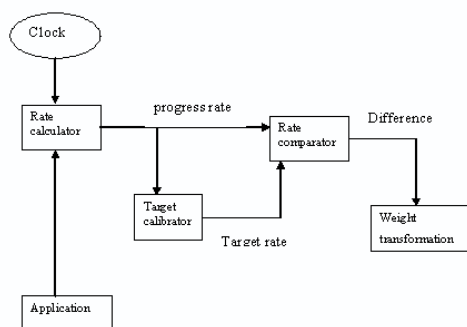 Clock
Rate
calculator
progress rate
Rate
comparator
Difference
Target
calibrator
Target rate
Weight
transformation
Application